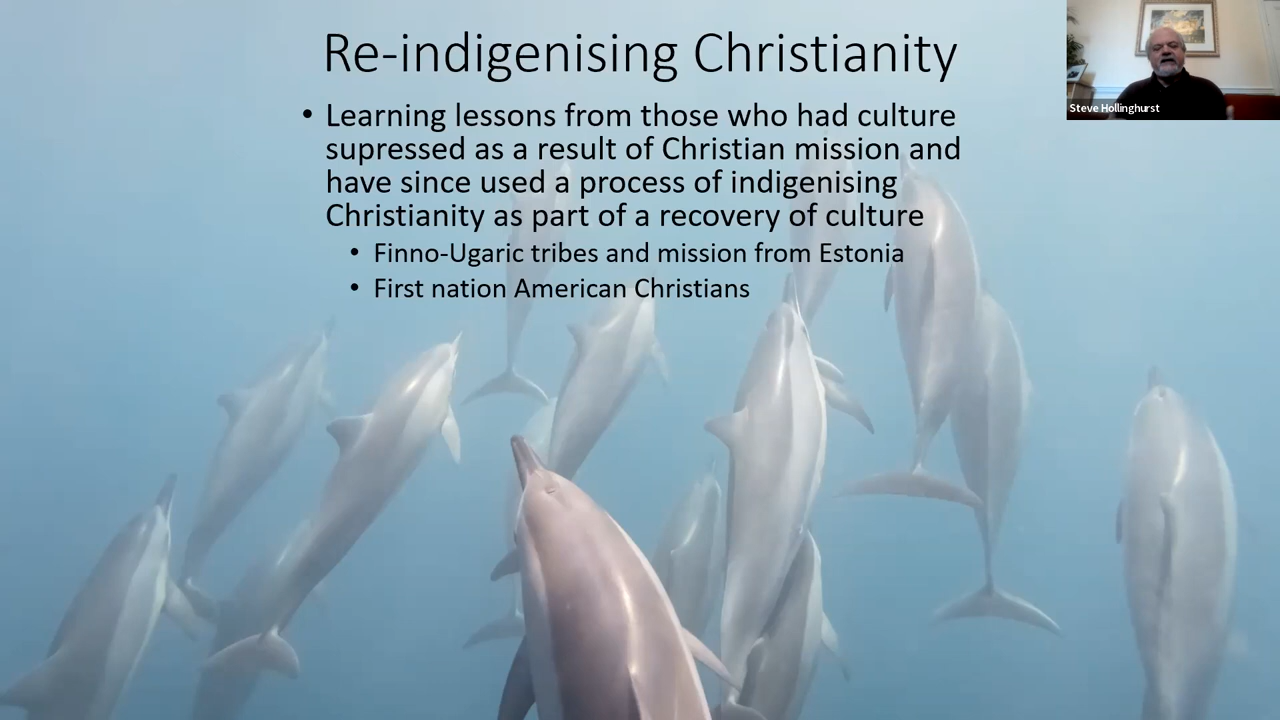 Re-indigenising Christianity
• Learning lessons from those who had culture
supressed as a result of Christian mission and
have since used a process of indigenising
Christianity as part of a recovery of culture
• Finno-Ugaric tribes and mission from Estonia
• First nation American Christians
Steve Hollinghurst